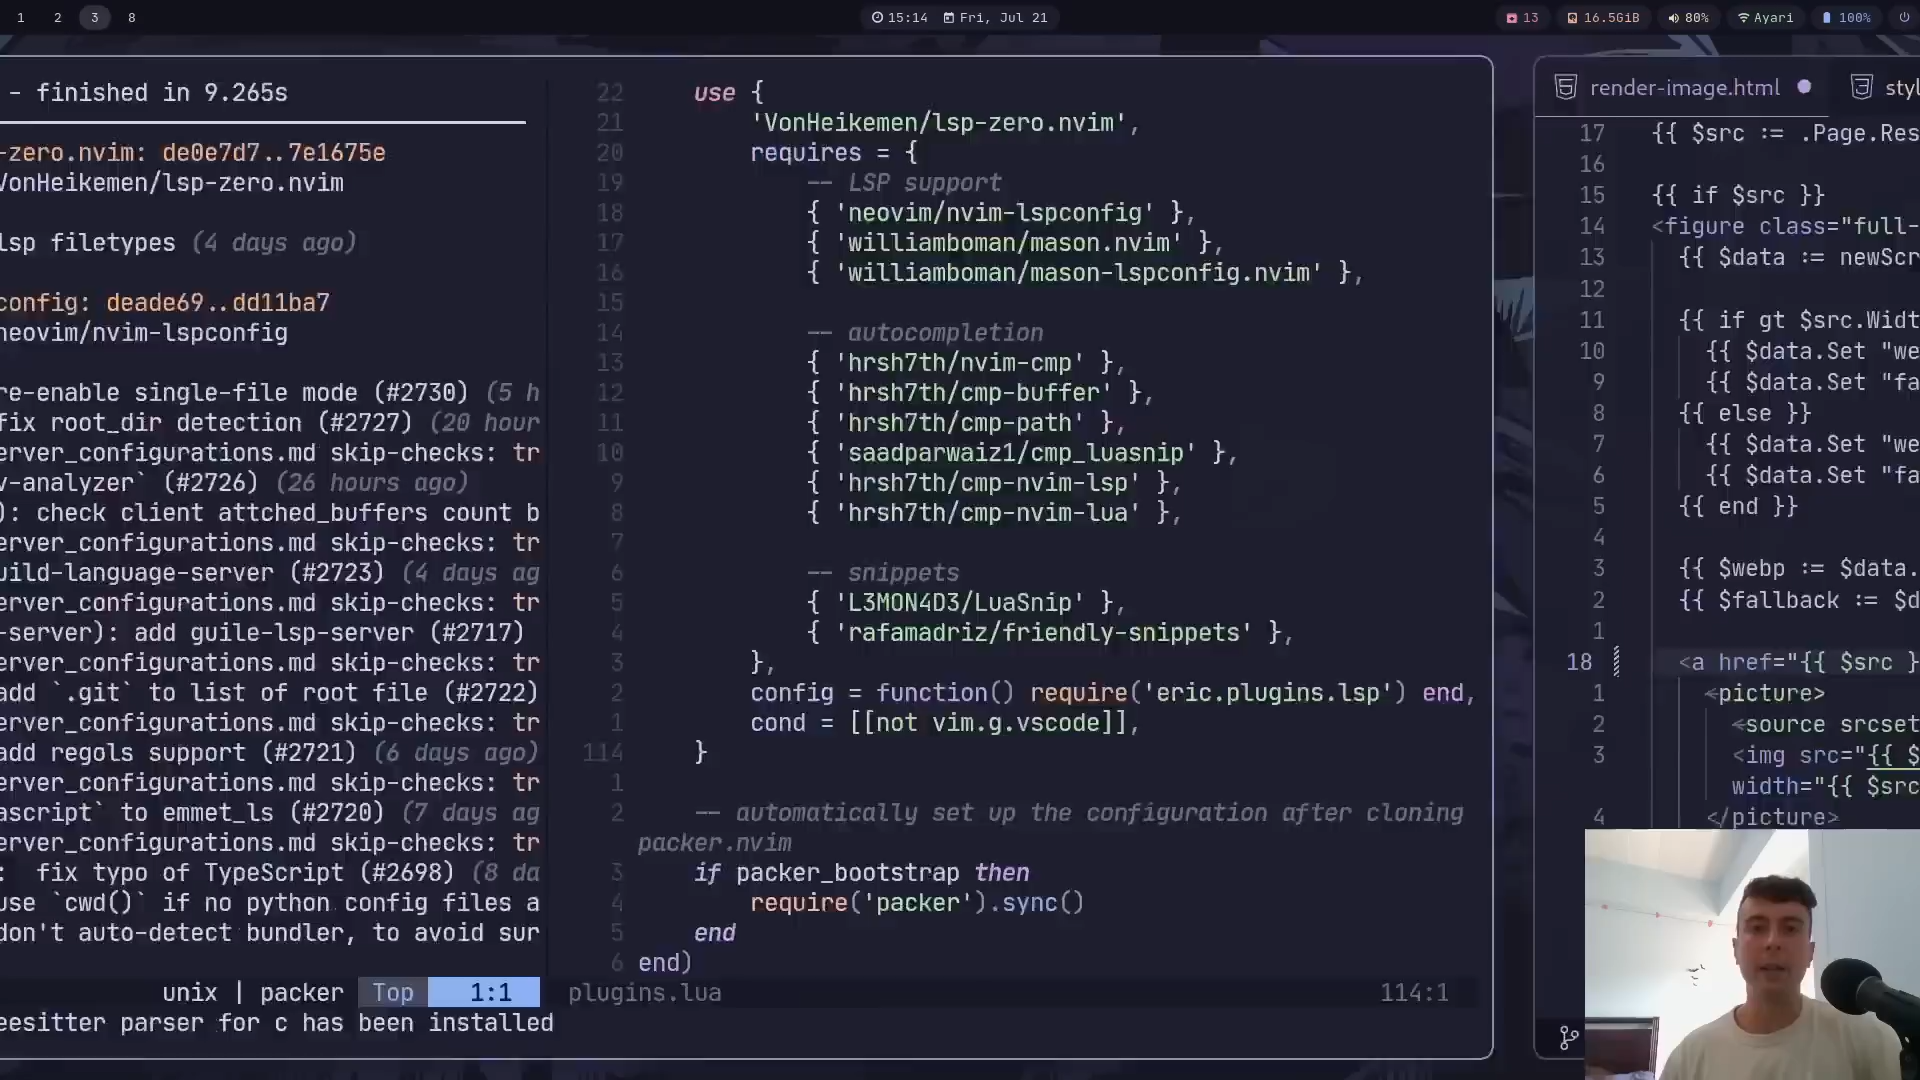 1 2 3 8
15:14 Fri, Jul 21
13 16.5GiB 80% Ayari 100%
- finished in 9.265s
-zero.nvim: de0e7d7..7e1675e
VonHeikemen/lsp-zero.nvim
lsp filetypes (4 days ago)
config: deade69..dd11ba7
neovim/nvim-lspconfig
re-enable single-file mode (#2730) (5 h
fix root_dir detection (#2727) (20 hour
erver_configurations.md skip-checks: tr
v-analyzer` (#2726) (26 hours ago)
): check client attched_buffers count b
erver_configurations.md skip-checks: tr
uild-language-server (#2723) (4 days ag
erver_configurations.md skip-checks: tr
-server): add guile-lsp-server (#2717)
erver_configurations.md skip-checks: tr
add `.git` to list of root file (#2722)
erver_configurations.md skip-checks: tr
add regols support (#2721) (6 days ago)
erver_configurations.md skip-checks: tr
ascript` to emmet_ls (#2720) (7 days ag
erver_configurations.md skip-checks: tr
: fix typo of TypeScript (#2698) (8 da
use `cwd()` if no python config files a
don't auto-detect bundler, to avoid sur
unix | packer Top 1:1
eesitter parser for c has been installed
22 use {
21 'VonHeikemen/lsp-zero.nvim',
20 requires = {
19 -- LSP support
18 { 'neovim/nvim-lspconfig' },
17 { 'williamboman/mason.nvim' },
16 { 'williamboman/mason-lspconfig.nvim' },
15
14 -- autocompletion
13 { 'hrsh7th/nvim-cmp' },
12 { 'hrsh7th/cmp-buffer' },
11 { 'hrsh7th/cmp-path' },
10 { 'saadparwaiz1/cmp_luasnip' },
9 { 'hrsh7th/cmp-nvim-lsp' },
8 { 'hrsh7th/cmp-nvim-lua' },
7
6 -- snippets
5 { 'L3MON4D3/LuaSnip' },
4 { 'rafamadriz/friendly-snippets' },
3 },
2 config = function() require('eric.plugins.lsp') end,
1 cond = [[not vim.g.vscode]],
114 }
1
2 -- automatically set up the configuration after cloning
packer.nvim
3 if packer_bootstrap then
4 require('packer').sync()
5 end
6 end)
plugins.lua 114:1
render-image.html styl
17 {{ $src := .Page.Res
16
15 {{ if $src }}
14 <figure class="full-
13 {{ $data := newScr
12
11 {{ if gt $src.Widt
10 {{ $data.Set "we
9 {{ $data.Set "fa
8 {{ else }}
7 {{ $data.Set "we
6 {{ $data.Set "fa
5 {{ end }}
4
3 {{ $webp := $data.
2 {{ $fallback := $d
1
18 <a href="{{ $src }
1 <picture>
2 <source srcset
3 <img src="{{ $
width="{{ $src
4 </picture>